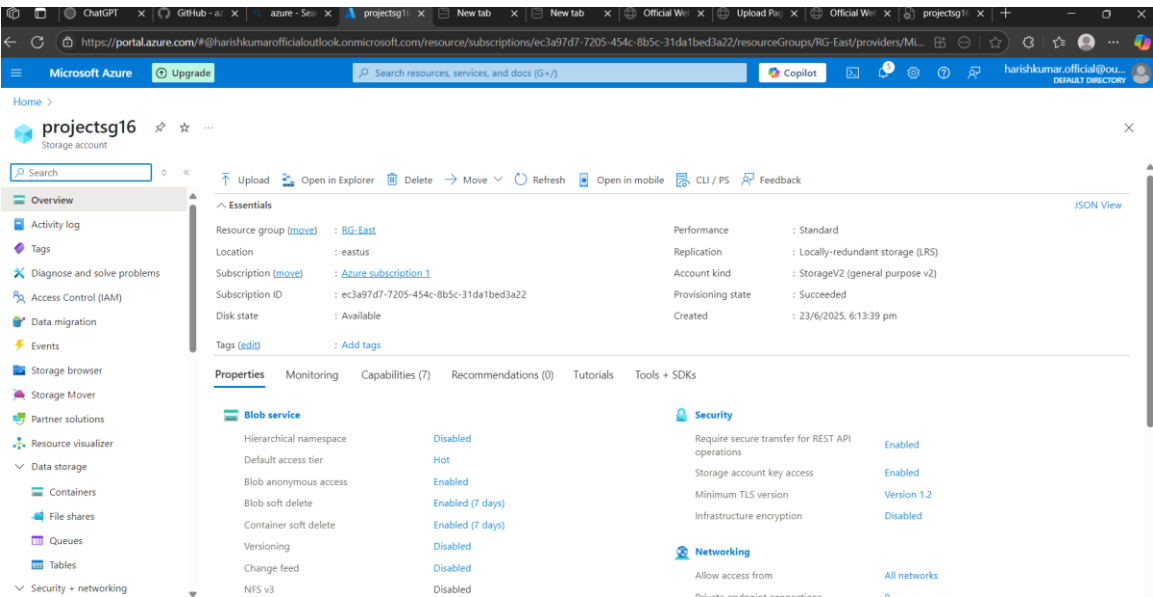 ChatGPT
GitHub - az
azure - Sea
projectsg16
New tab
New tab
Official We
Upload Pag
Official We
projectsg16
https://portal.azure.com/#@harishkumarofficialoutlook.onmicrosoft.com/resource/subscriptions/ec3a97d7-7205-454c-8b5c-31da1bed3a22/resourceGroups/RG-East/providers/Mi...
Microsoft Azure
Upgrade
Search resources, services, and docs (G+/)
Copilot
5
harishkumar.official@ou...
DEFAULT DIRECTORY
Home >
projectsg16
Storage account
Search
Upload Open in Explorer Delete Move Refresh Open in mobile CLI / PS Feedback
Overview
Activity log
Tags
Diagnose and solve problems
Access Control (IAM)
Data migration
Events
Storage browser
Storage Mover
Partner solutions
Resource visualizer
Data storage
Containers
File shares
Queues
Tables
Security + networking
Essentials
JSON View
Resource group (move) : RG-East
Location : eastus
Subscription (move) : Azure subscription 1
Subscription ID : ec3a97d7-7205-454c-8b5c-31da1bed3a22
Disk state : Available
Tags (edit) : Add tags
Performance : Standard
Replication : Locally-redundant storage (LRS)
Account kind : StorageV2 (general purpose v2)
Provisioning state : Succeeded
Created : 23/6/2025, 6:13:39 pm
Properties Monitoring Capabilities (7) Recommendations (0) Tutorials Tools + SDKs
Blob service
Hierarchical namespace Disabled
Default access tier Hot
Blob anonymous access Enabled
Blob soft delete Enabled (7 days)
Container soft delete Enabled (7 days)
Versioning Disabled
Change feed Disabled
NFS v3 Disabled
Security
Require secure transfer for REST API
operations Enabled
Storage account key access Enabled
Minimum TLS version Version 1.2
Infrastructure encryption Disabled
Networking
Allow access from All networks
Private endpoint connections 0